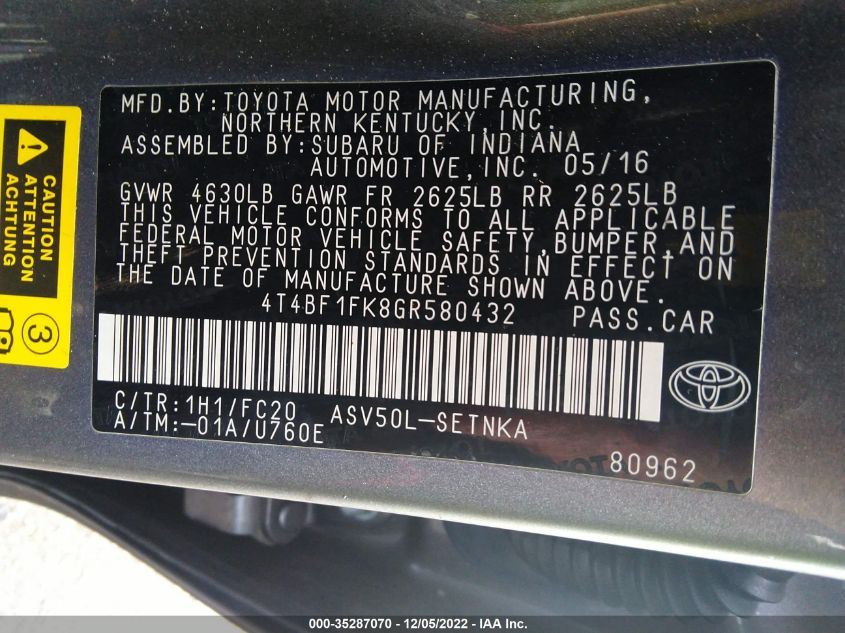 MFD.BY:TOYOTA MOTOR MANUFACTURING,
NORTHERN KENTUCKY,INC.
ASSEMBLED BY:SUBARU OF INDIANA
AUTOMOTIVE,INC. 05/16
GVWR 4630LB GAWR FR 2625LB RR 2625LB
THIS VEHICLE CONFORMS TO ALL APPLICABLE
FEDERAL MOTOR VEHICLE SAFETY,BUMPER,AND
THEFT PREVENTION STANDARDS IN EFFECT ON
THE DATE OF MANUFACTURE SHOWN ABOVE.
4T4BF1FK8GR580432 PASS.CAR
C/TR:1H1/FC20 ASV50L-SETNKA
A/TM:-01A/U760E
80962
CAUTION
3
000-35287070 - 12/05/2022 - IAA Inc.